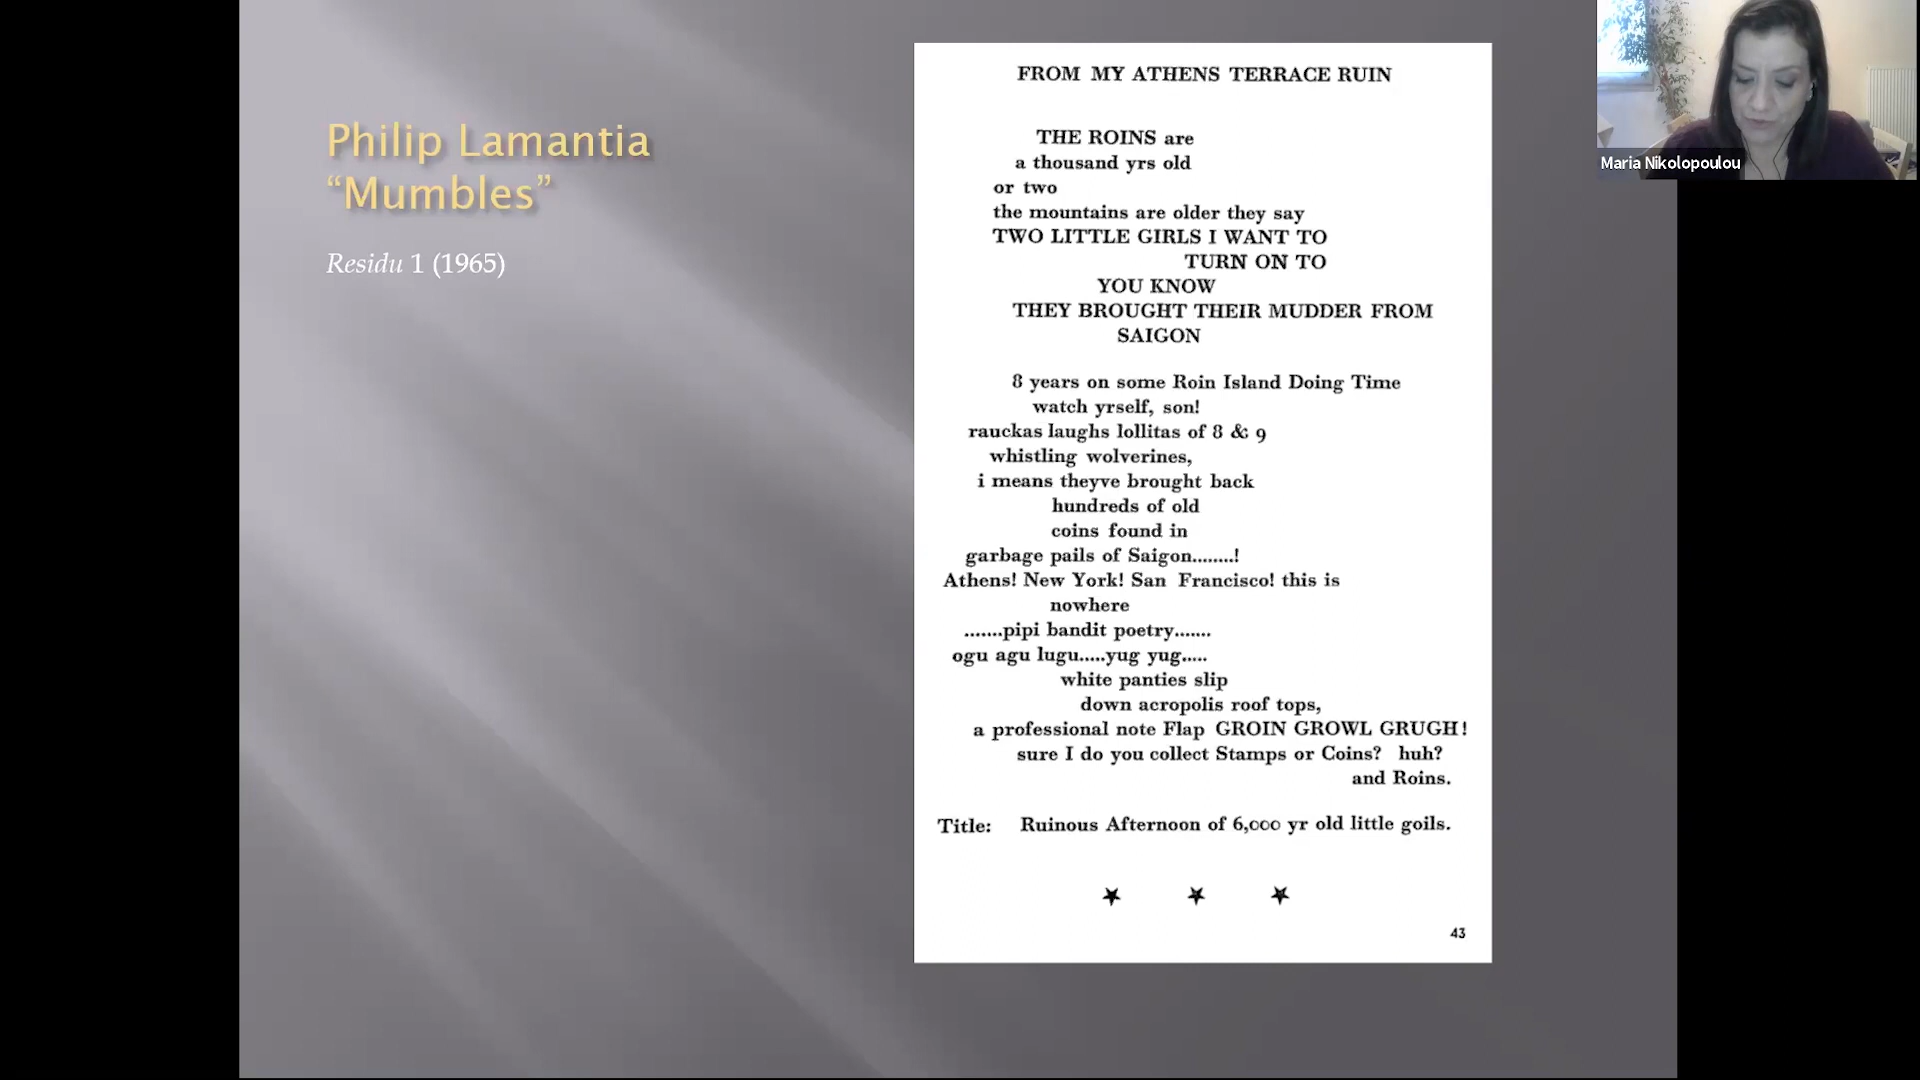 Philip Lamantia
“Mumbles”
Residu 1 (1965)
FROM MY ATHENS TERRACE RUIN
THE ROINS are
a thousand yrs old
or two
the mountains are older they say
TWO LITTLE GIRLS I WANT TO
TURN ON TO
YOU KNOW
THEY BROUGHT THEIR MUDDER FROM
SAIGON
8 years on some Roin Island Doing Time
watch yrself, son!
rauckas laughs lollitas of 8 & 9
whistling wolverines,
i means theyve brought back
hundreds of old
coins found in
garbage pails of Saigon........!
Athens! New York! San Francisco! this is
nowhere
.......pipi bandit poetry.......
ogu agu lugu.....yug yug.....
white panties slip
down acropolis roof tops,
a professional note Flap GROIN GROWL GRUGH!
sure I do you collect Stamps or Coins? huh?
and Roins.
Title: Ruinous Afternoon of 6,000 yr old little goils.
43
Maria Nikolopoulou